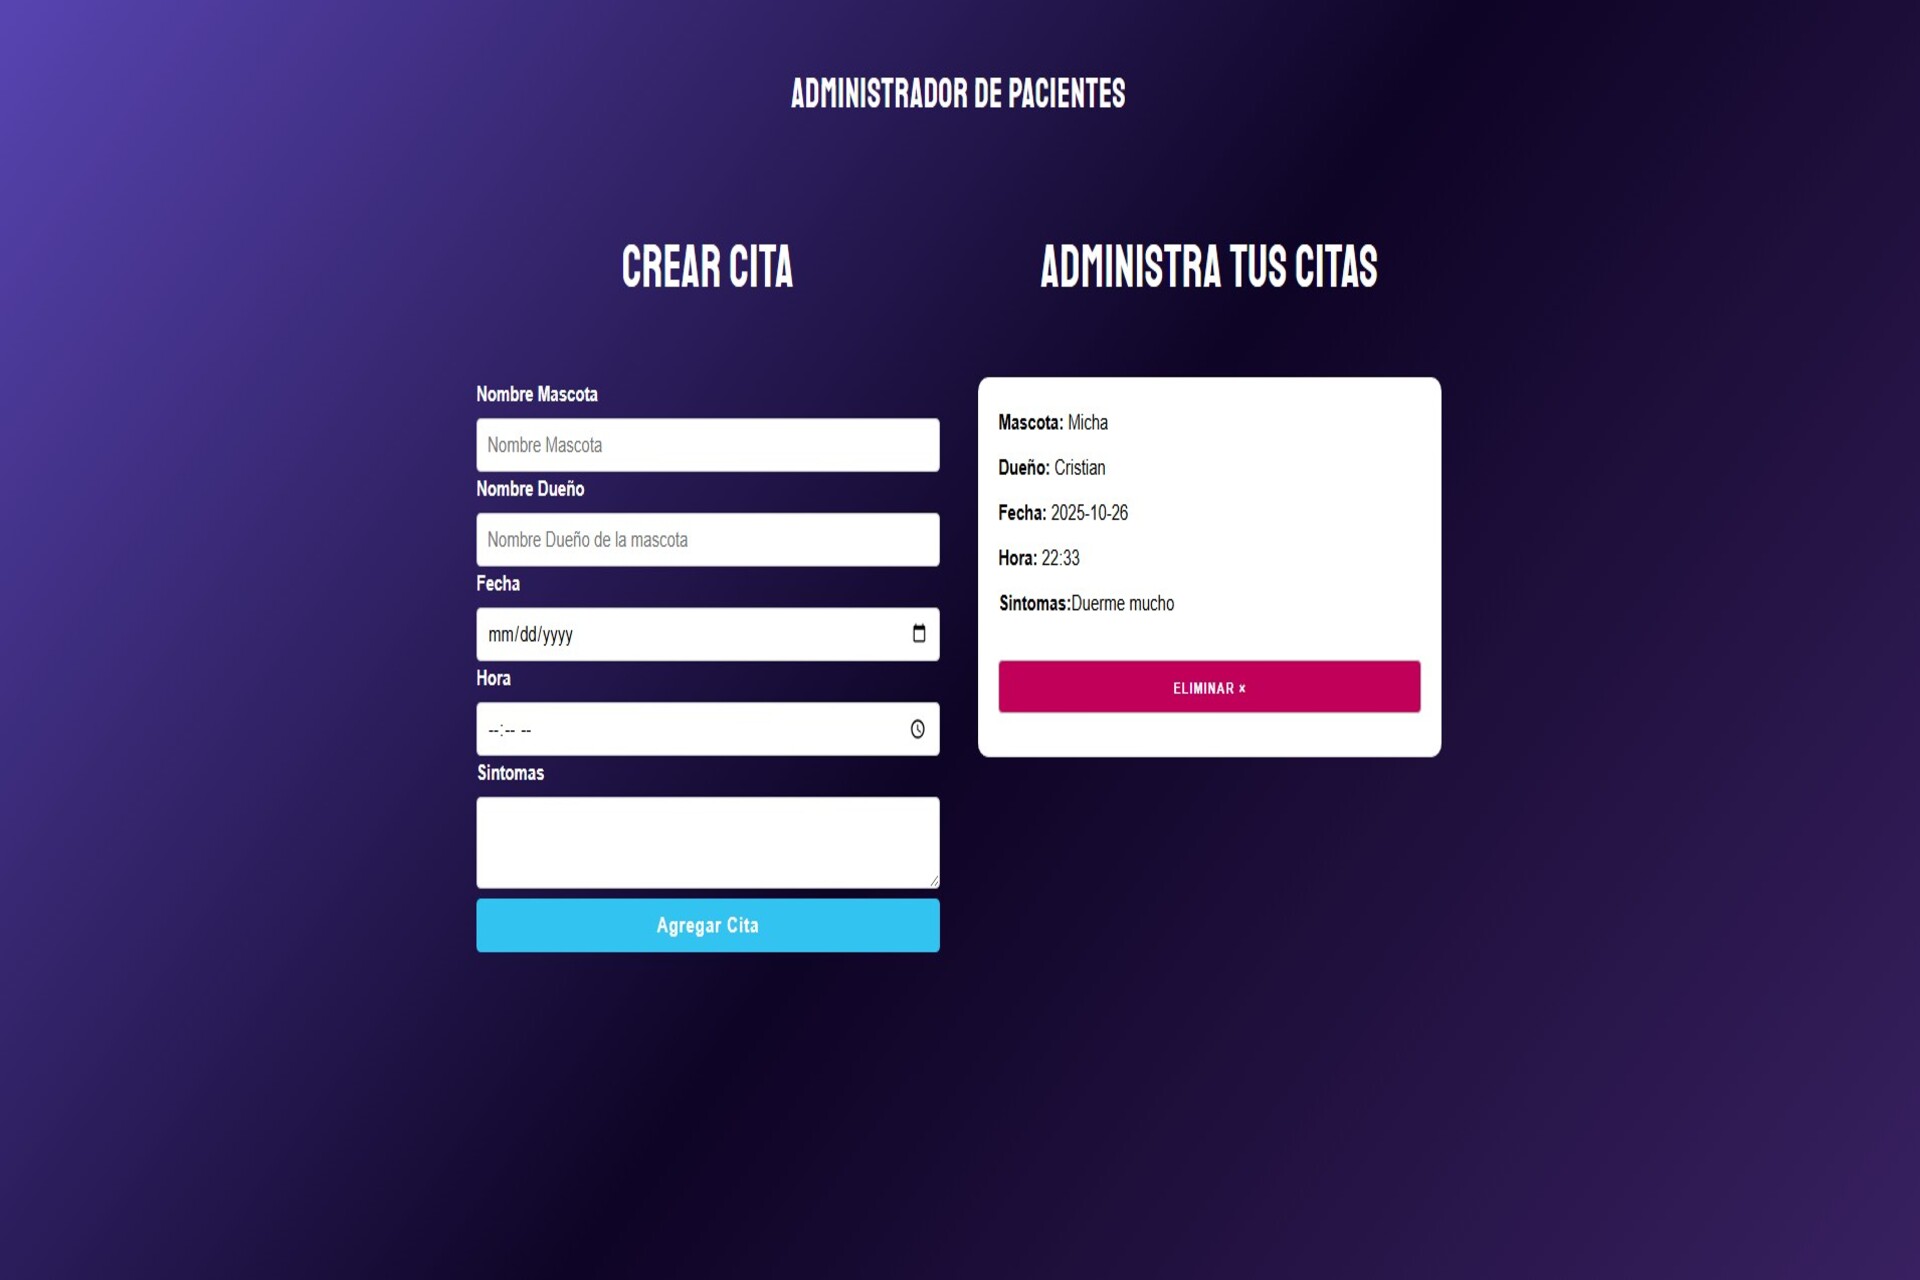 ADMINISTRADOR DE PACIENTES
CREAR CITA
Nombre Mascota
Nombre Mascota
Nombre Dueño
Nombre Dueño de la mascota
Fecha
mm/dd/yyyy
Hora
--:-- --
Sintomas
Agregar Cita
ADMINISTRA TUS CITAS
Mascota: Micha
Dueño: Cristian
Fecha: 2025-10-26
Hora: 22:33
Sintomas:Duerme mucho
ELIMINAR ×